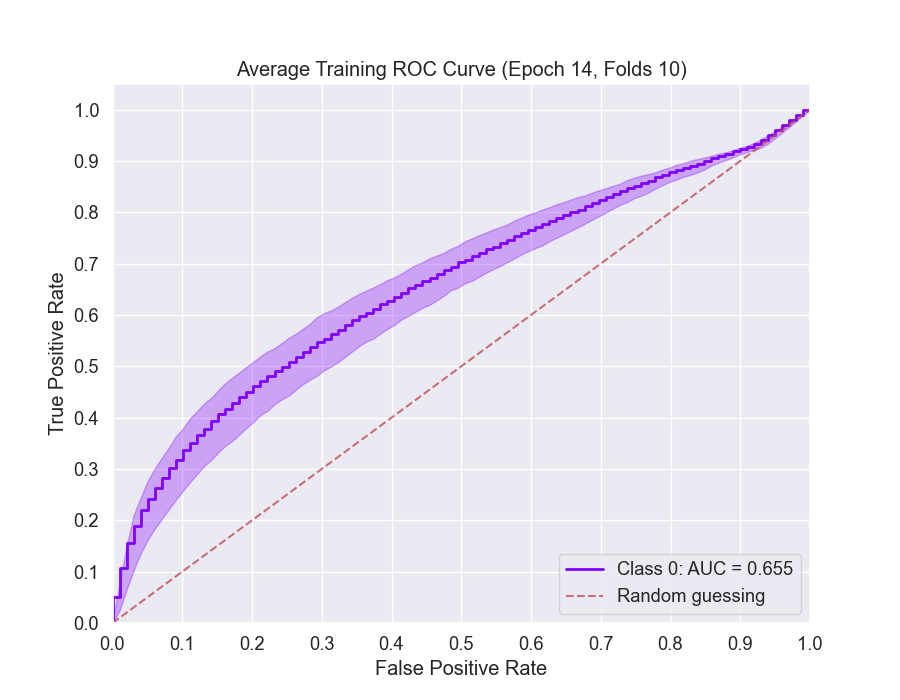 Average Training ROC Curve (Epoch 14, Folds 10)
True Positive Rate
1.0
0.9
0.8
0.7
0.6
0.5
0.4
0.3
0.2
0.1
0.0
Class 0: AUC = 0.655
Random guessing
0.0 0.1 0.2 0.3 0.4 0.5 0.6 0.7 0.8 0.9 1.0
False Positive Rate